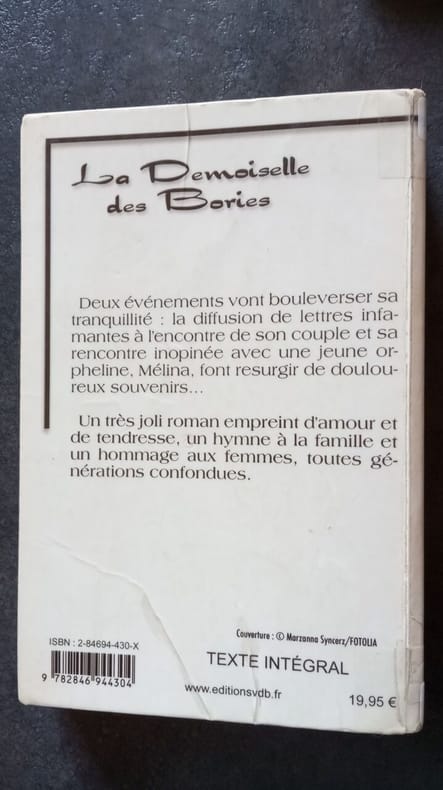 La Demoiselle
des Bories
Deux événements vont bouleverser sa
tranquillité : la diffusion de lettres infa-
mantes à l'encontre de son couple et sa
rencontre inopinée avec une jeune or-
pheline, Mélina, font resurgir de doulou-
reux souvenirs...
Un très joli roman empreint d'amour et
de tendresse, un hymne à la famille et
un hommage aux femmes, toutes gé-
nérations confondues.
Couverture : © Marzanna Syncerz/FOTOLIA
ISBN : 2-84694-430-X
TEXTE INTÉGRAL
9 782846 944304
www.editionsvdb.fr
19,95 €